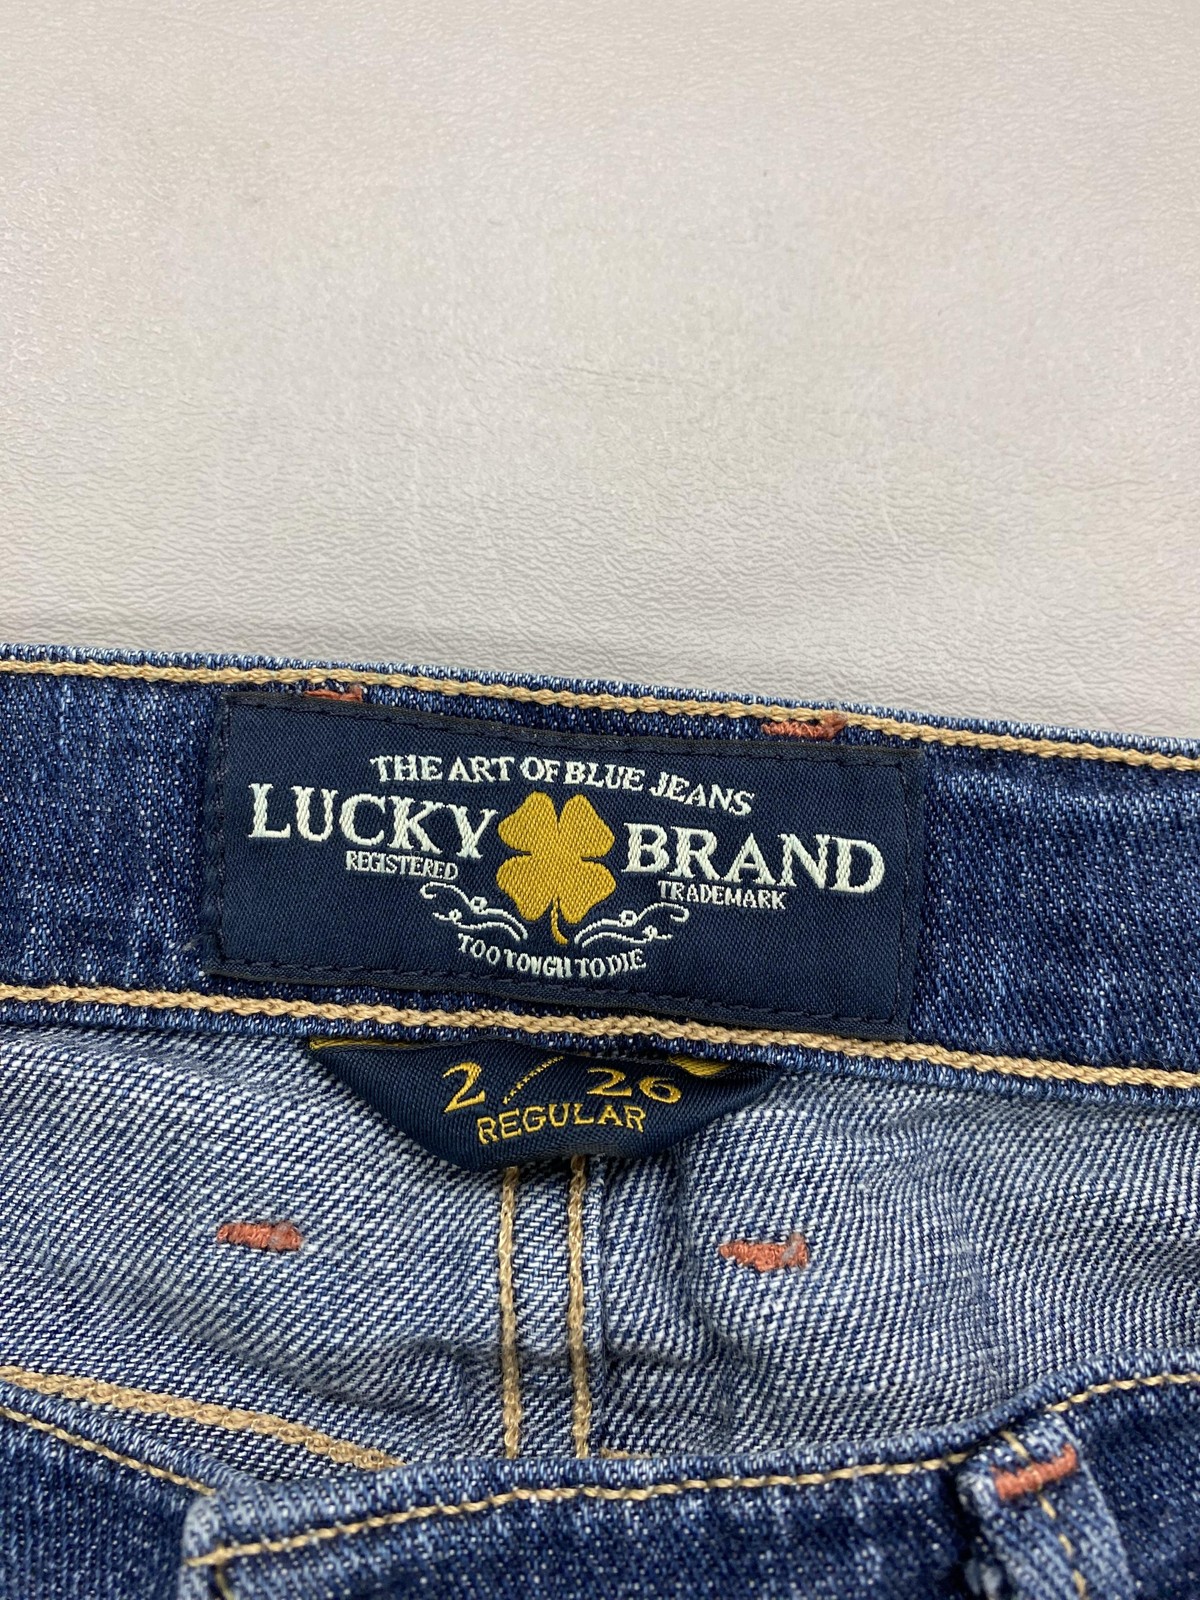 THE ART OF BLUE JEANS
LUCKY BRAND
REGISTERED TRADEMARK
TOO TOUGH TO DIE
2/26
REGULAR